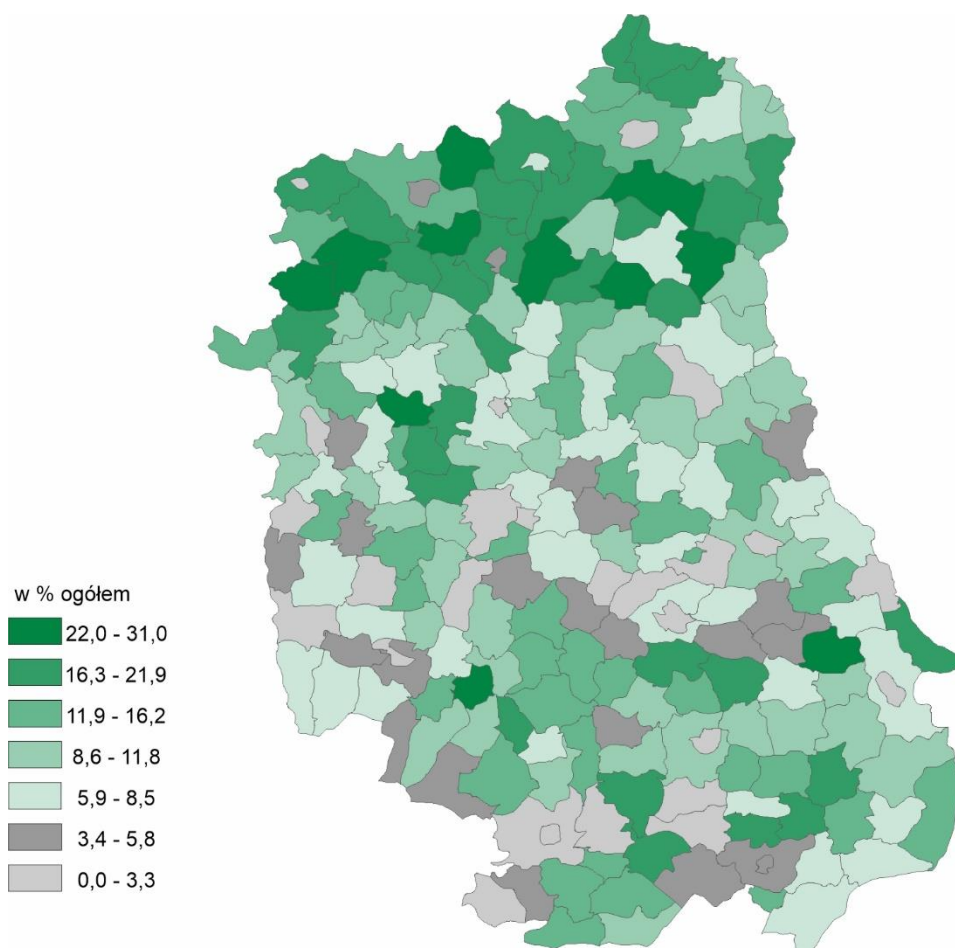 w % ogółem
22,0 - 31,0
16,3 - 21,9
11,9 - 16,2
8,6 - 11,8
5,9 - 8,5
3,4 - 5,8
0,0 - 3,3